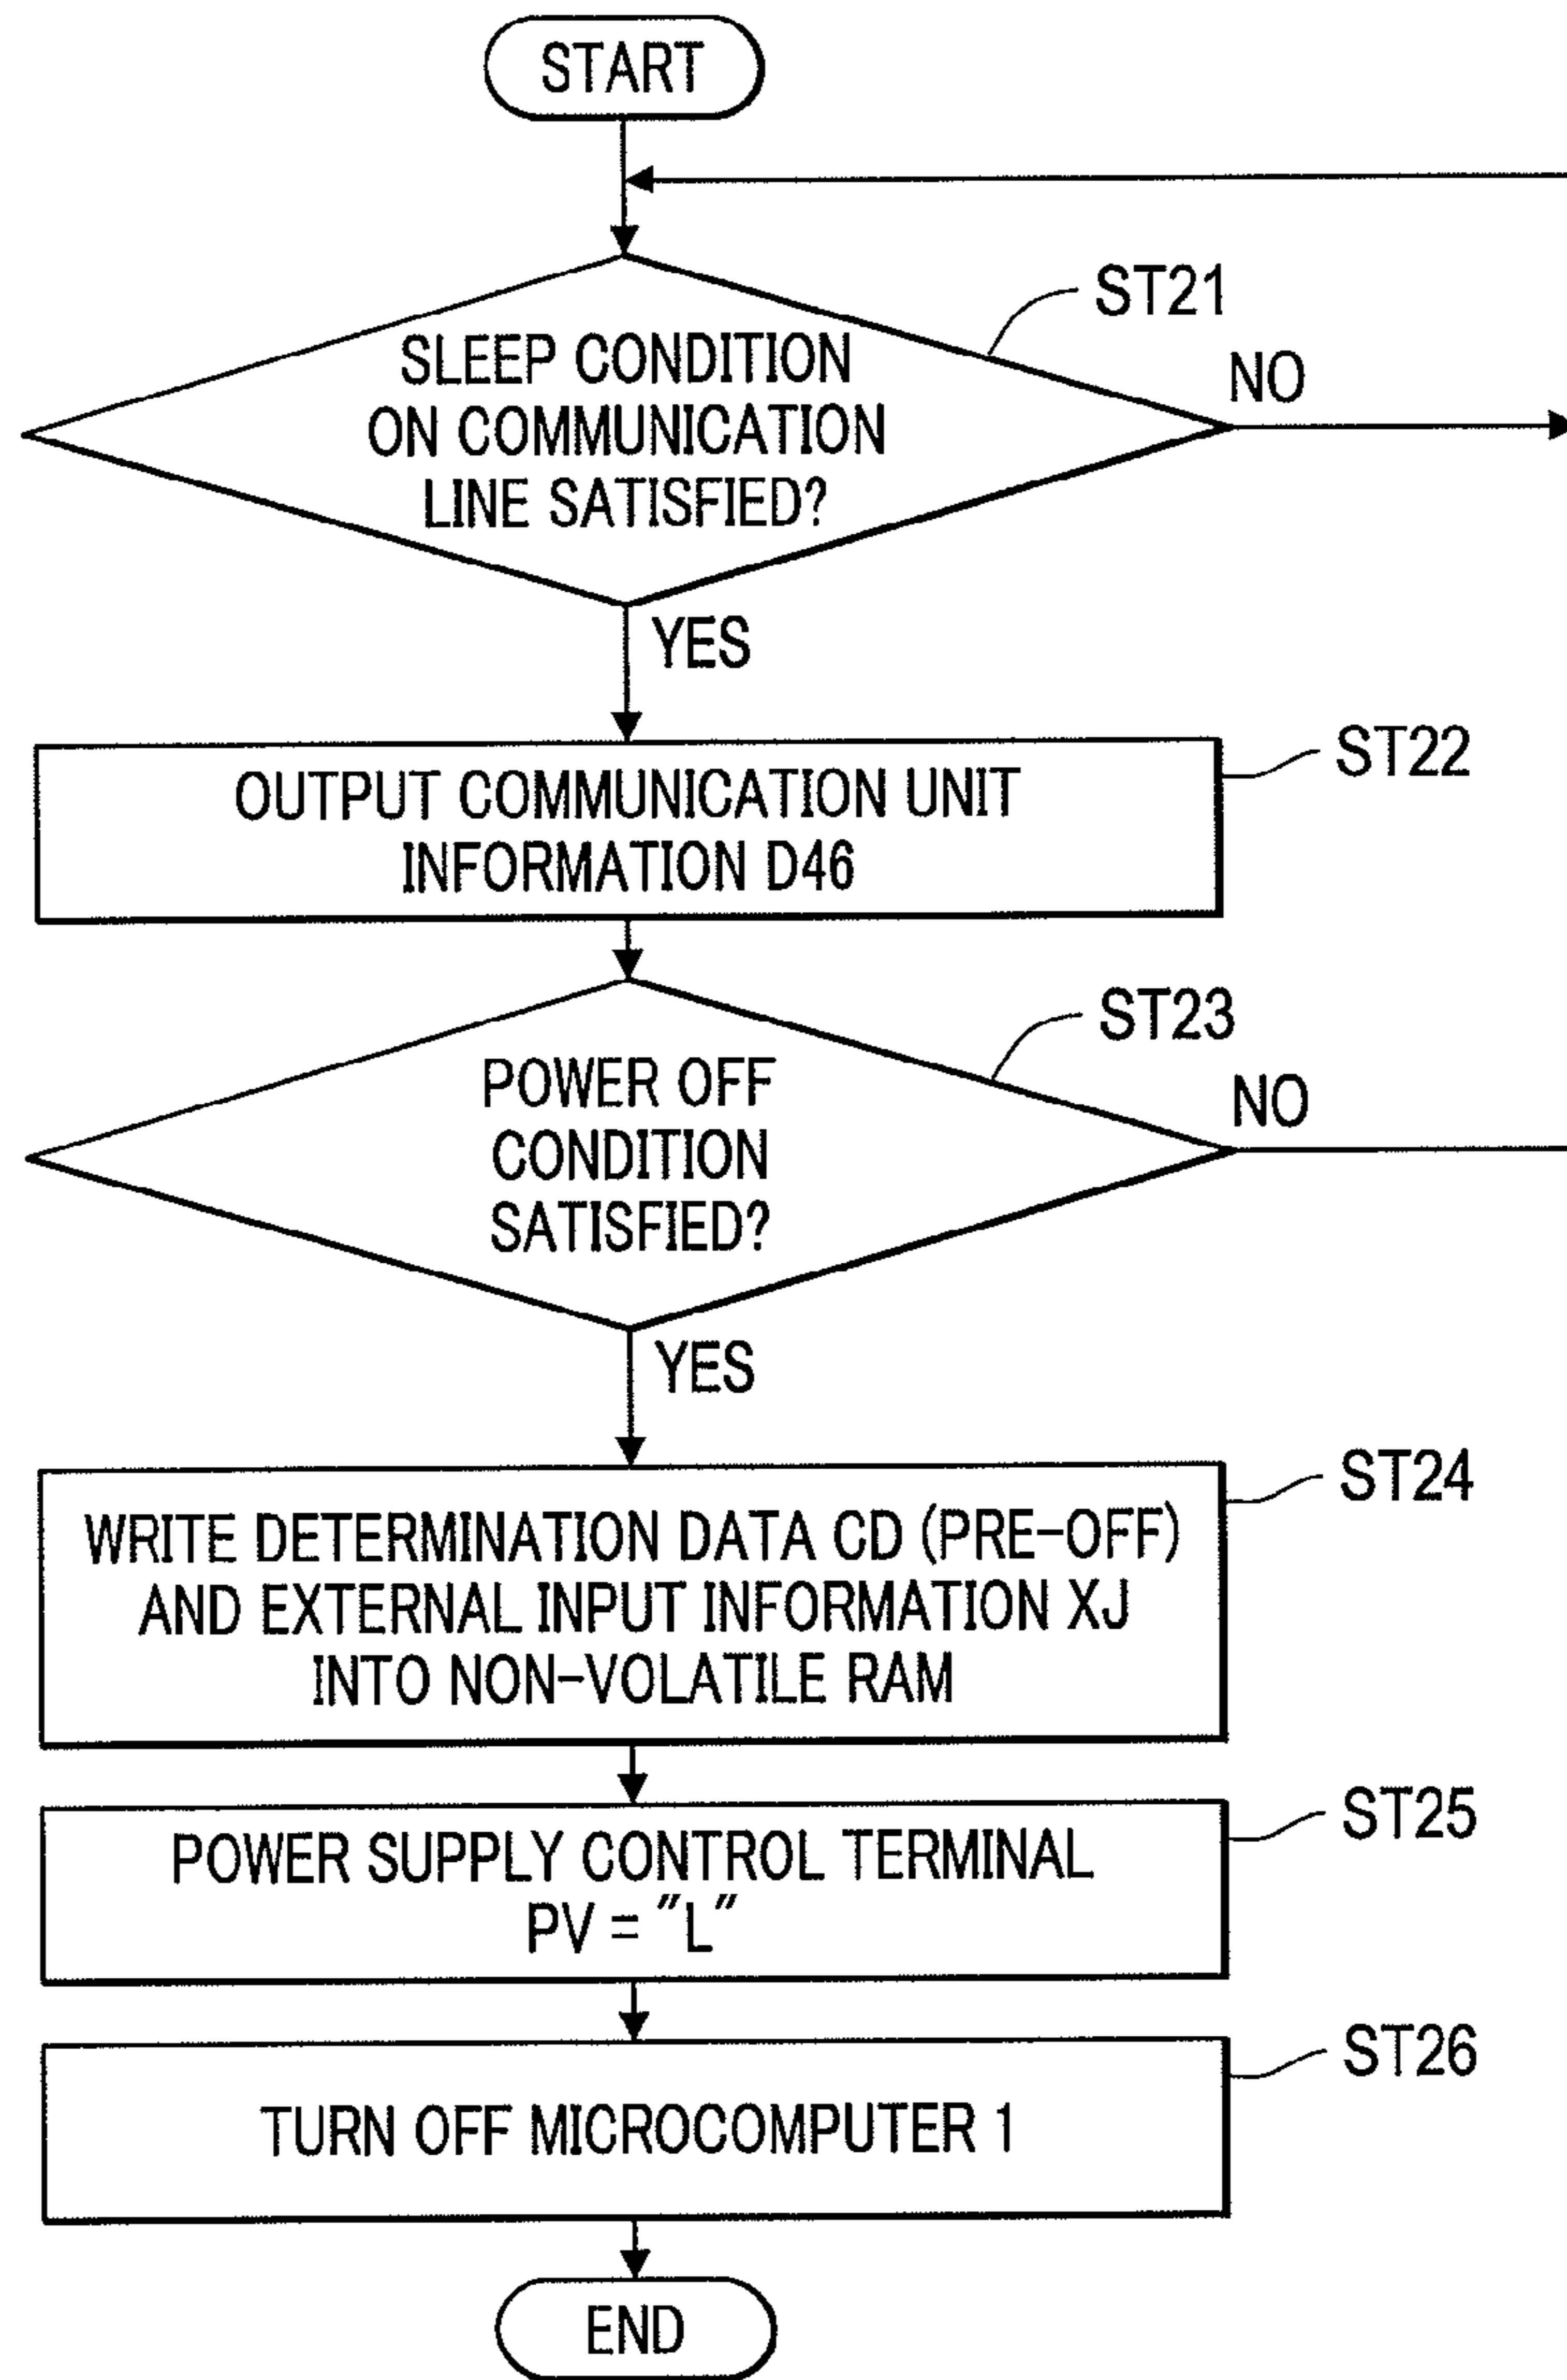 START
ST21
SLEEP CONDITION
ON COMMUNICATION
LINE SATISFIED?
NO
YES
ST22
OUTPUT COMMUNICATION UNIT
INFORMATION D46
ST23
POWER OFF
CONDITION
SATISFIED?
NO
YES
ST24
WRITE DETERMINATION DATA CD (PRE-OFF)
AND EXTERNAL INPUT INFORMATION XJ
INTO NON-VOLATILE RAM
ST25
POWER SUPPLY CONTROL TERMINAL
PV = "L"
ST26
TURN OFF MICROCOMPUTER 1
END